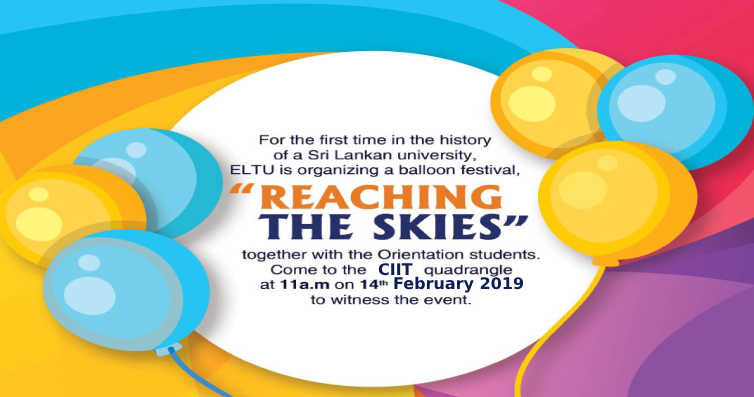 For the first time in the history
of a Sri Lankan university,
ELTU is organizing a balloon festival,
“REACHING
THE SKIES”
together with the Orientation students.
Come to the CIIT quadrangle
at 11a.m on 14th February 2019
to witness the event.